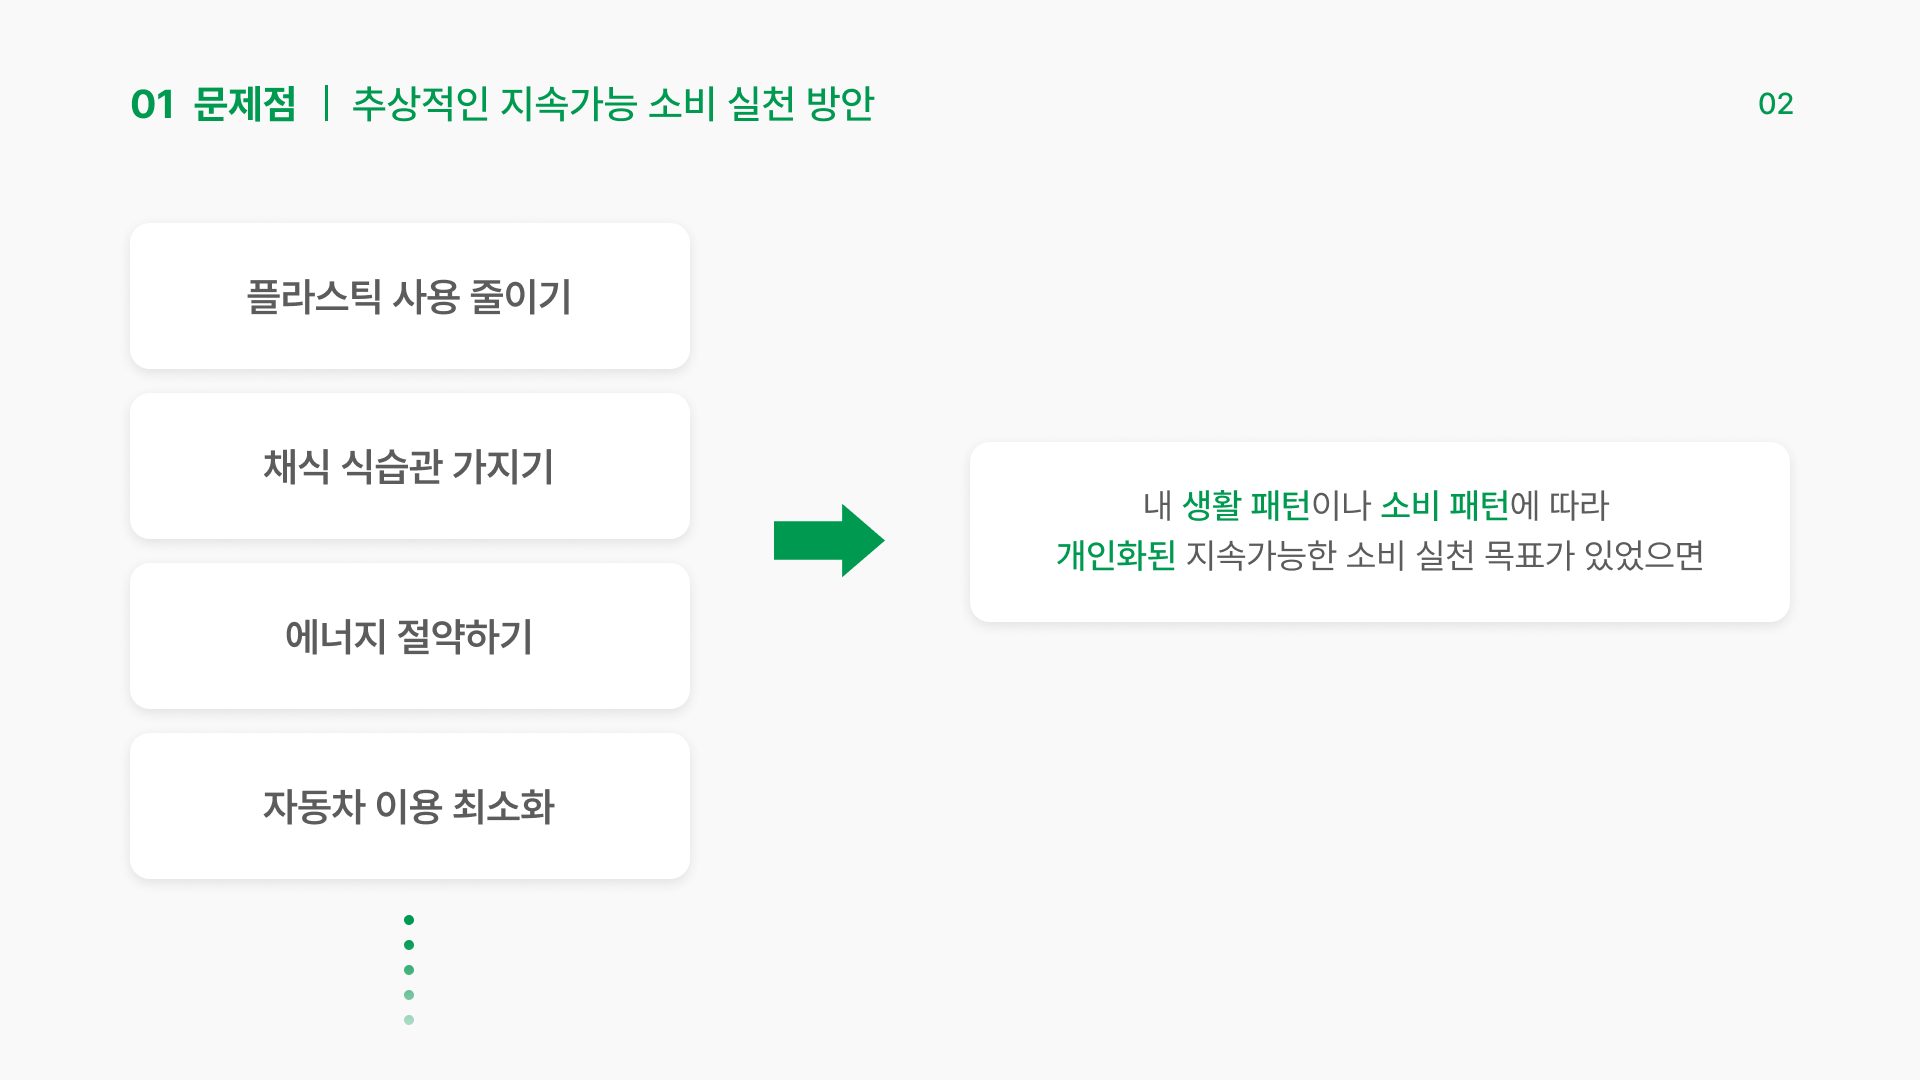 01 문제점 | 추상적인 지속가능 소비 실천 방안
02
플라스틱 사용 줄이기
채식 식습관 가지기
에너지 절약하기
자동차 이용 최소화
내 생활 패턴이나 소비 패턴에 따라
개인화된 지속가능한 소비 실천 목표가 있었으면